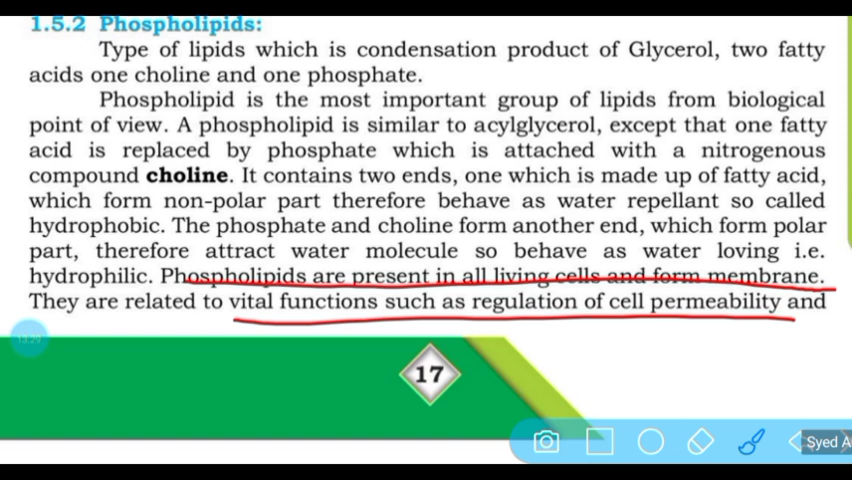 1.5.2 Phospholipids:
Type of lipids which is condensation product of Glycerol, two fatty
acids one choline and one phosphate.
Phospholipid is the most important group of lipids from biological
point of view. A phospholipid is similar to acylglycerol, except that one fatty
acid is replaced by phosphate which is attached with a nitrogenous
compound choline. It contains two ends, one which is made up of fatty acid,
which form non-polar part therefore behave as water repellant so called
hydrophobic. The phosphate and choline form another end, which form polar
part, therefore attract water molecule so behave as water loving i.e.
hydrophilic. Phospholipids are present in all living cells and form membrane.
They are related to vital functions such as regulation of cell permeability and
13:29
17
Syed A